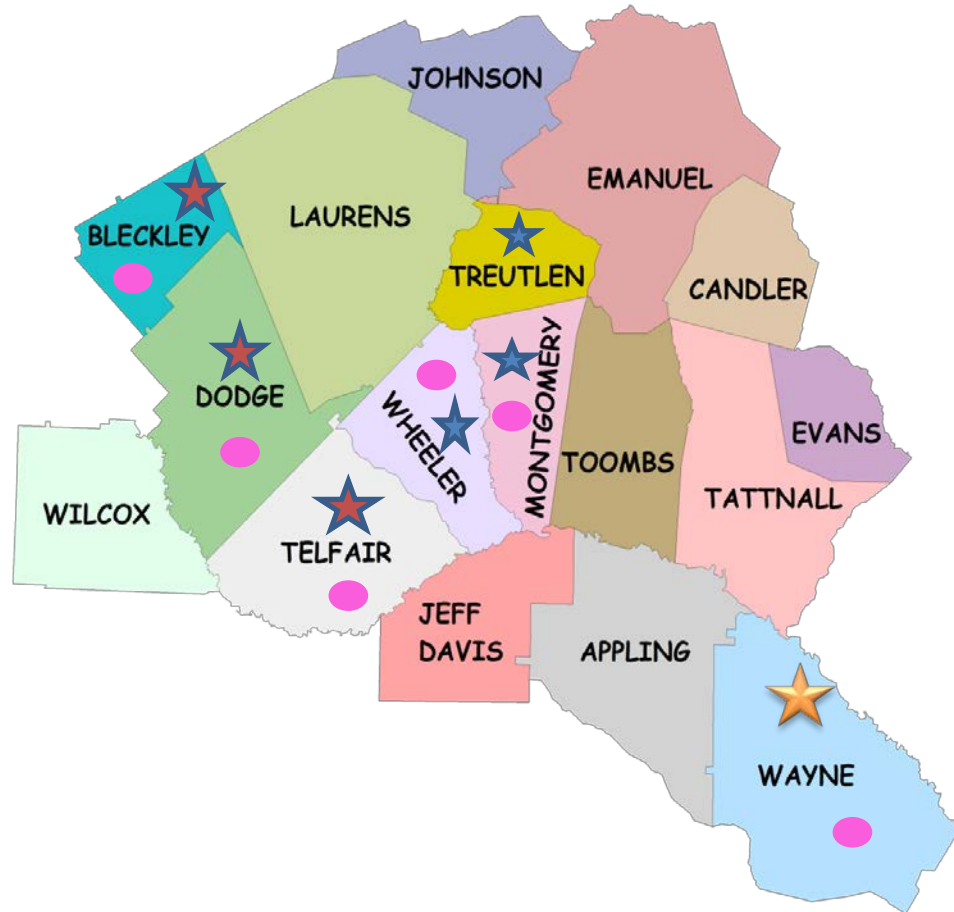 JOHNSON
EMANUEL
LAURENS
BLECKLEY
TREUTLEN
CANDLER
DODGE
WHEELER
MONTGOMERY
TOOMBS
EVANS
TATTNALL
WILCOX
TELFAIR
JEFF
DAVIS
APPLING
WAYNE